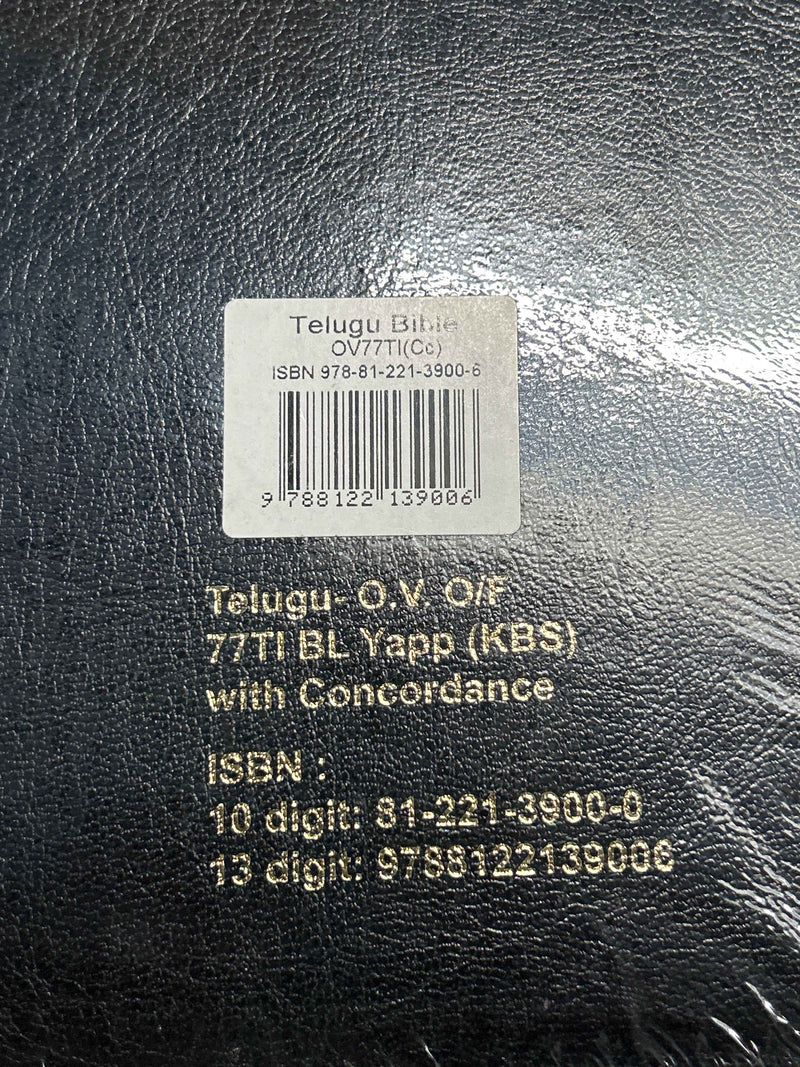 Telugu Bible
OV77TI(Cc)
ISBN 978-81-221-3900-6
9 788122 139006
Telugu- O.V. O/F
77TI BL Yapp (KBS)
with Concordance
ISBN :
10 digit: 81-221-3900-0
13 digit: 9788122139006